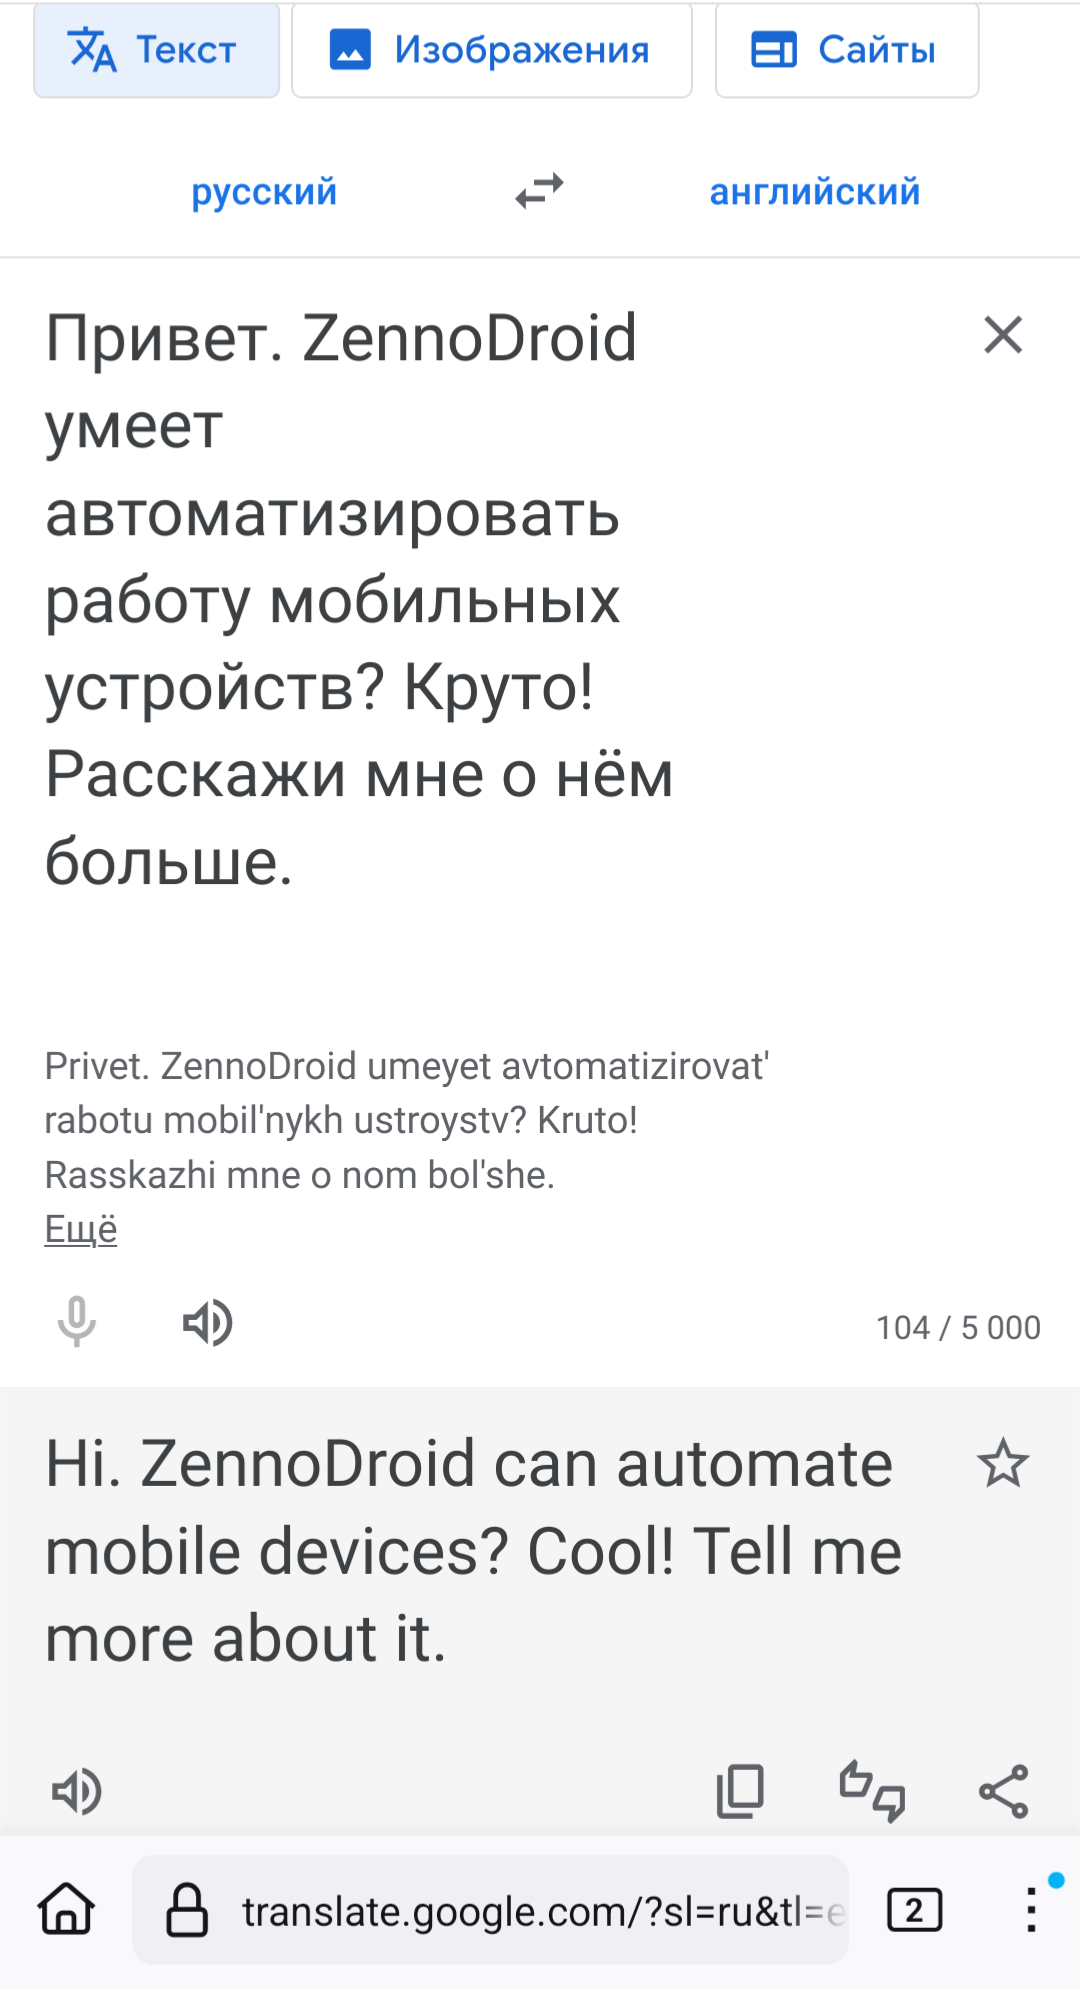 Текст Изображения Сайты
русский английский
Привет. ZennoDroid
умеет
автоматизировать
работу мобильных
устройств? Круто!
Расскажи мне о нём
больше.
Privet. ZennoDroid umeyet avtomatizirovat'
rabotu mobil'nykh ustroystv? Kruto!
Rasskazhi mne o nom bol'she.
Ещё
104 / 5 000
Hi. ZennoDroid can automate
mobile devices? Cool! Tell me
more about it.
translate.google.com/?sl=ru&tl=e 2